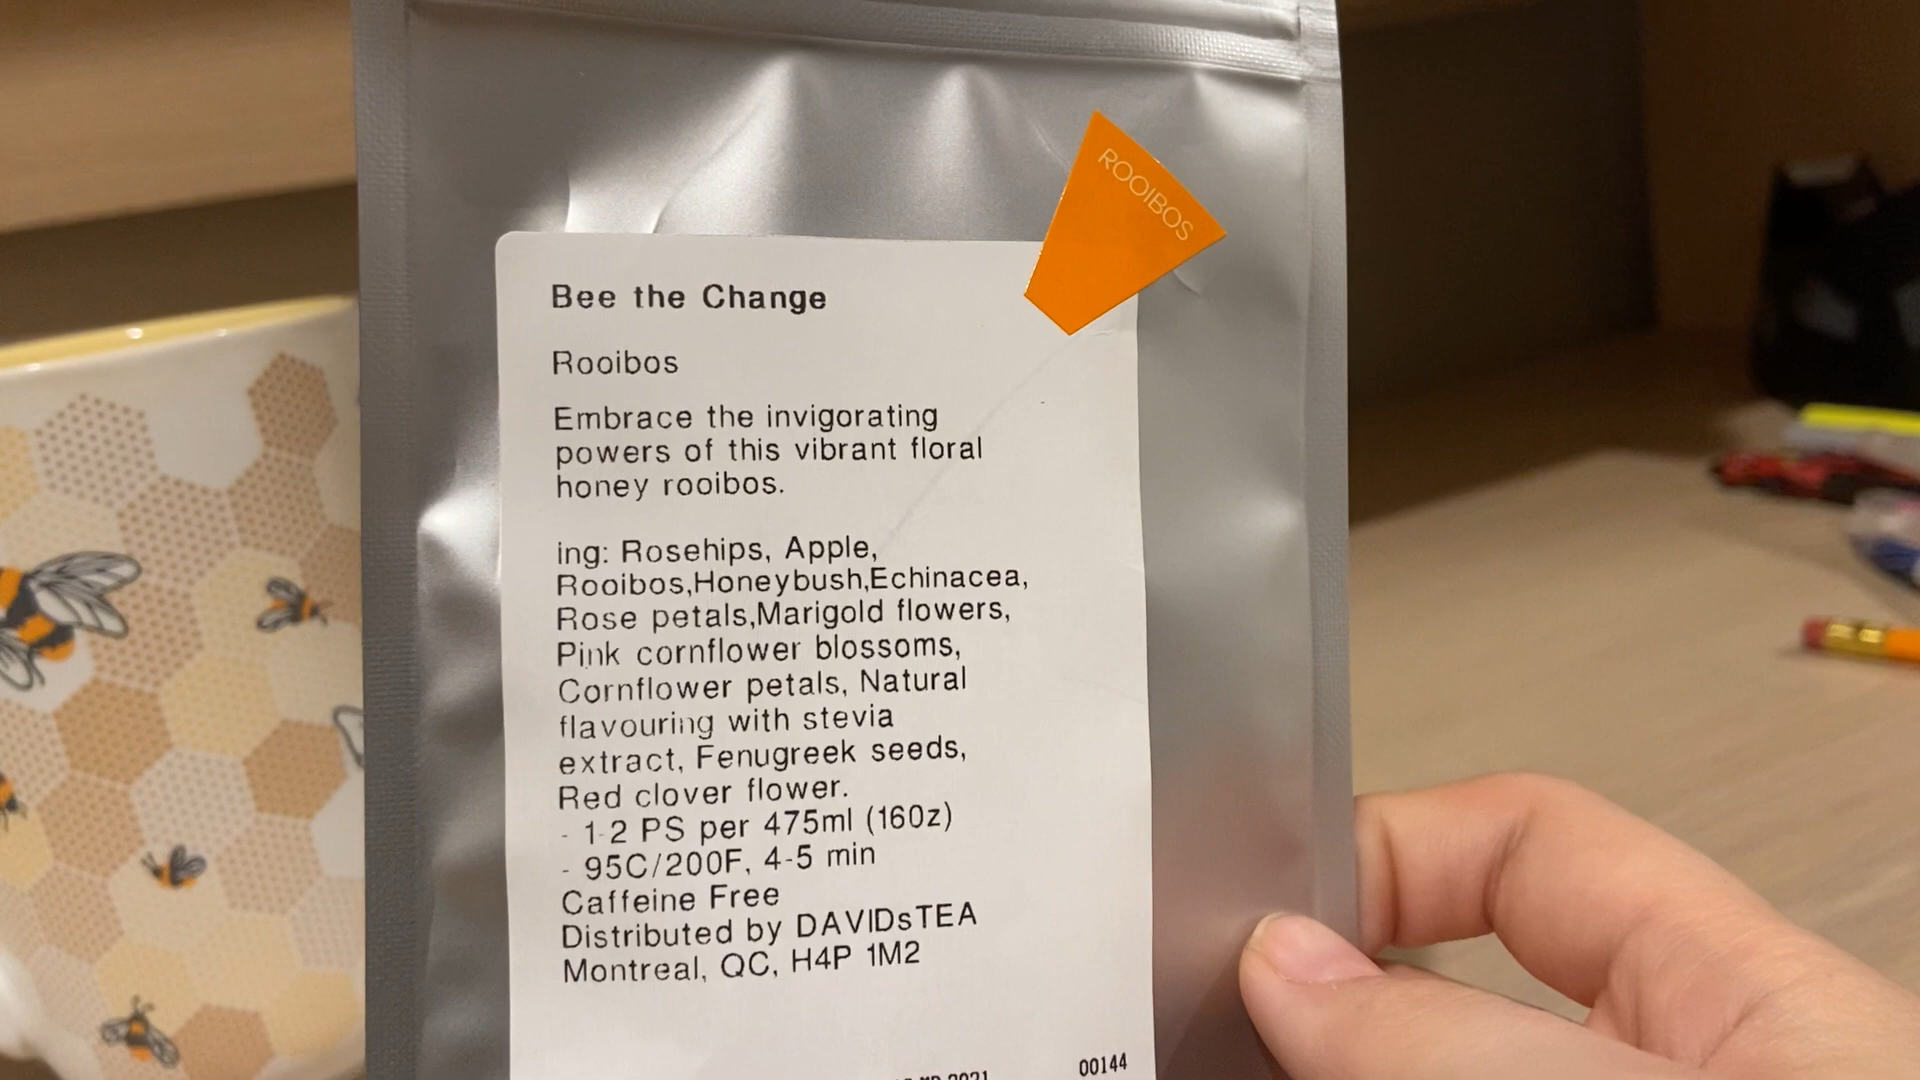 ROOIBOS
Bee the Change
Rooibos
Embrace the invigorating
powers of this vibrant floral
honey rooibos.
ing: Rosehips, Apple,
Rooibos,Honeybush,Echinacea,
Rose petals,Marigold flowers,
Pink cornflower blossoms,
Cornflower petals, Natural
flavouring with stevia
extract, Fenugreek seeds,
Red clover flower.
- 1-2 PS per 475ml (160z)
- 95C/200F, 4-5 min
Caffeine Free
Distributed by DAVIDsTEA
Montreal, QC, H4P 1M2
2021
00144